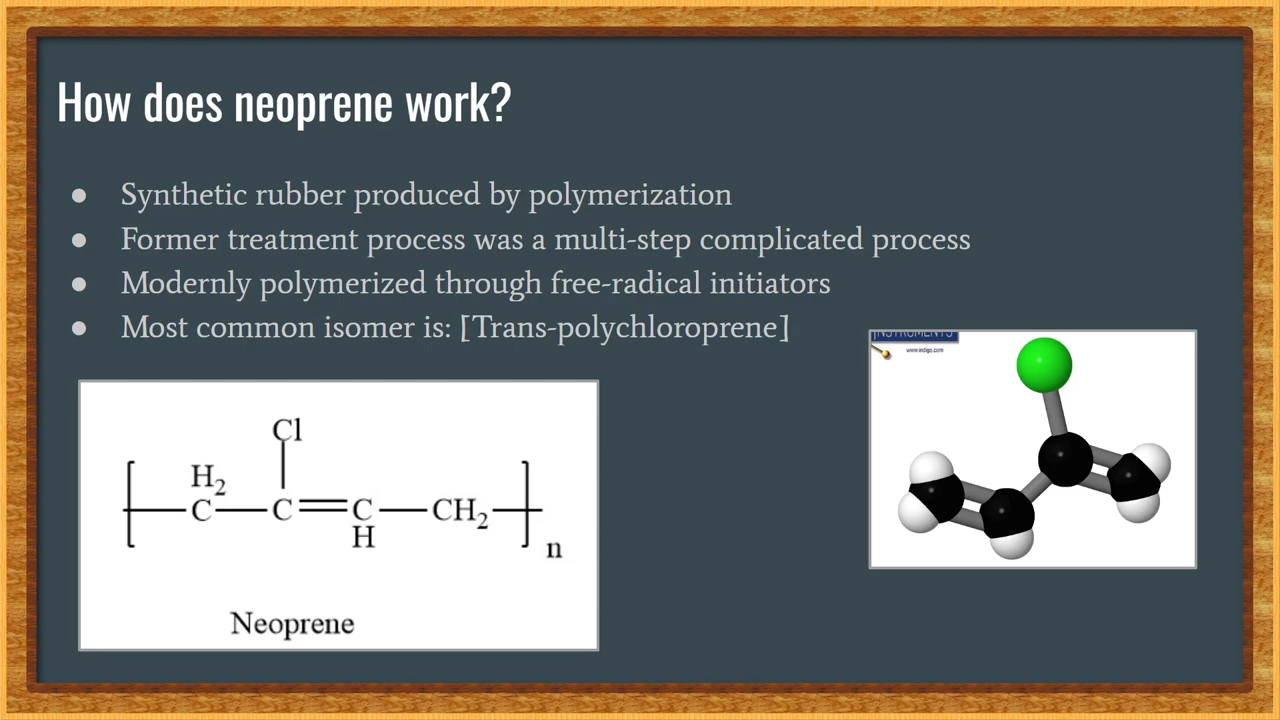 How does neoprene work?
● Synthetic rubber produced by polymerization
● Former treatment process was a multi-step complicated process
● Modernly polymerized through free-radical initiators
● Most common isomer is: [Trans-polychloroprene]
INSTRUMENTS
www.indigo.com
Cl
H2
C C C CH2
H
n
Neoprene